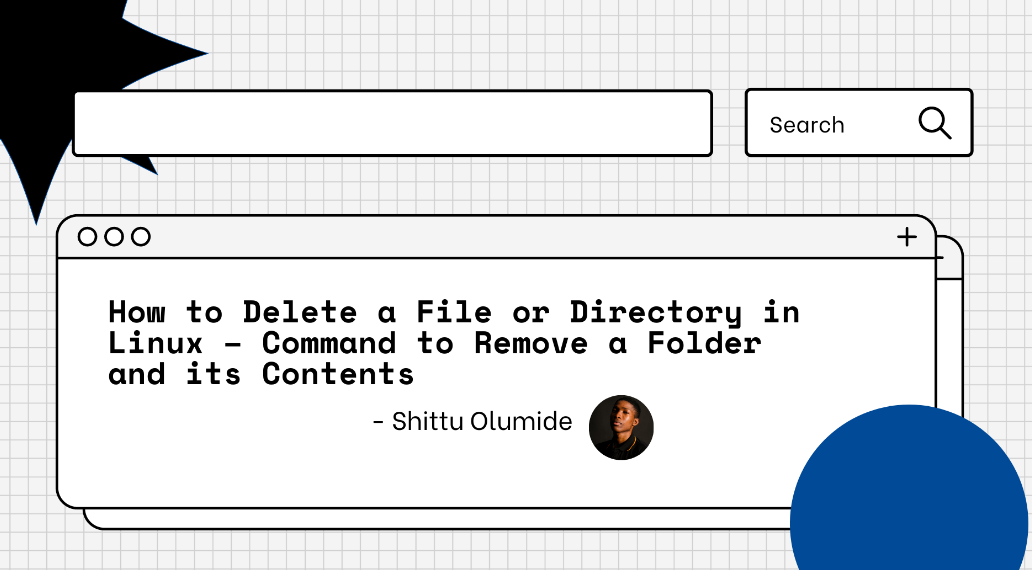 Search
How to Delete a File or Directory in
Linux – Command to Remove a Folder
and its Contents
- Shittu Olumide